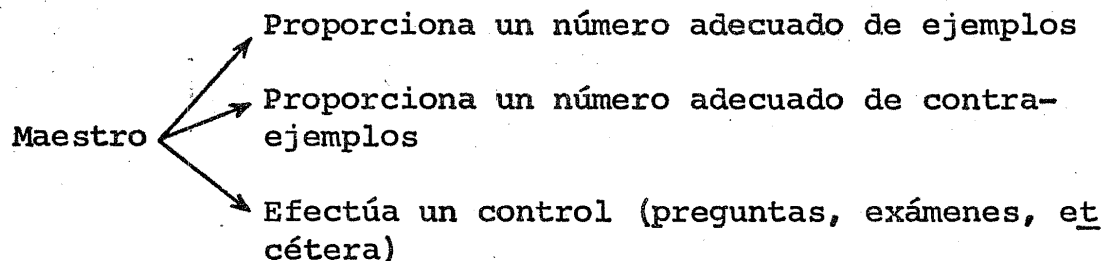 Proporciona un número adecuado de ejemplos
Proporciona un número adecuado de contra-
ejemplos
Maestro
Efectúa un control (preguntas, exámenes, et
cétera)